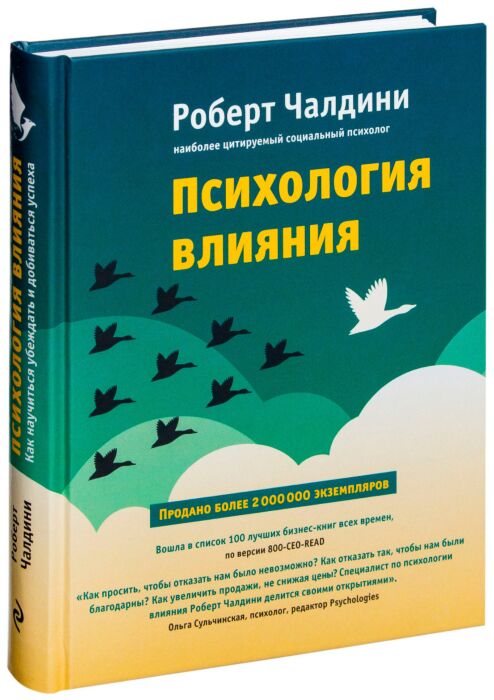 Роберт Чалдини
наиболее цитируемый социальный психолог
ПСИХОЛОГИЯ
ВЛИЯНИЯ
ПРОДАНО БОЛЕЕ 2 000 000 ЭКЗЕМПЛЯРОВ
Вошла в список 100 лучших бизнес-книг всех времен,
по версии 800-CEO-READ
«Как просить, чтобы отказать нам было невозможно? Как отказать так, чтобы нам были
благодарны? Как увеличить продажи, не снижая цены? Специалист по психологии
влияния Роберт Чалдини делится своими открытиями».
Ольга Сульчинская, психолог, редактор Psychologies
ПСИХОЛОГИЯ ВЛИЯНИЯ
Как научиться убеждать и добиваться успеха
Роберт
Чалдини